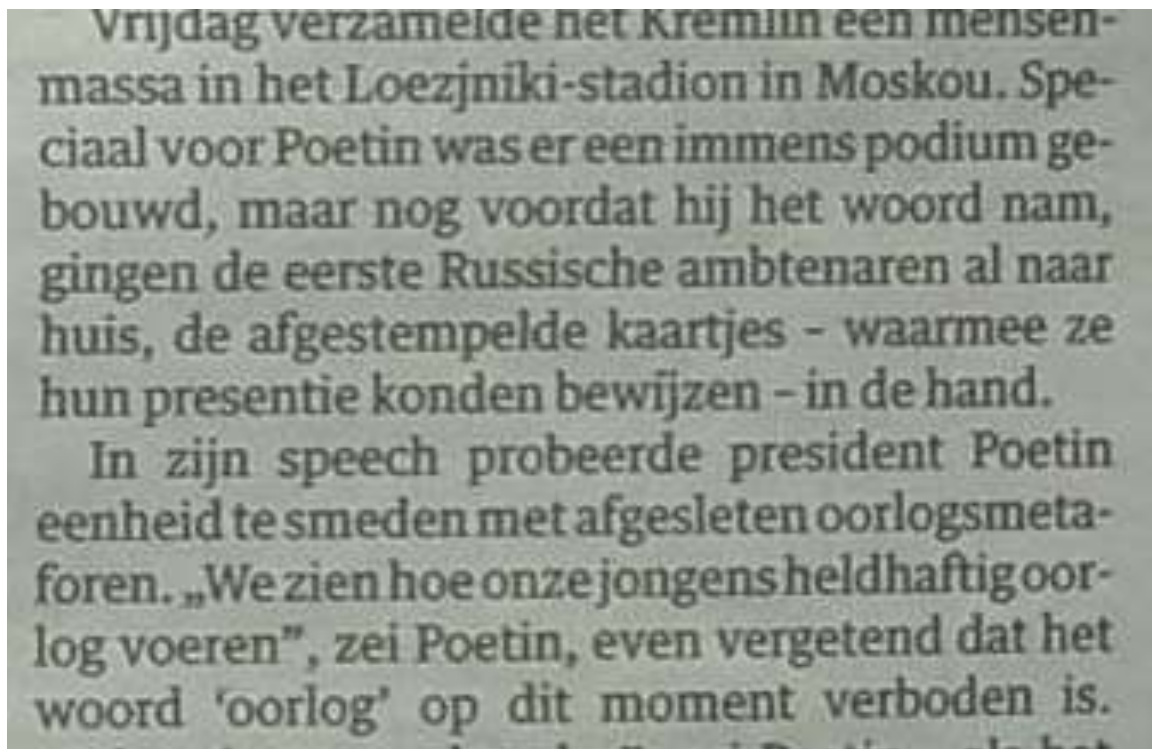 Vrijdag verzamelde het Kremlin een mensen-
massa in het Loezjniki-stadion in Moskou. Spe-
ciaal voor Poetin was er een immens podium ge-
bouwd, maar nog voordat hij het woord nam,
gingen de eerste Russische ambtenaren al naar
huis, de afgestempelde kaartjes – waarmee ze
hun presentie konden bewijzen – in de hand.
In zijn speech probeerde president Poetin
eenheid te smeden met afgesleten oorlogsmeta-
foren. „We zien hoe onze jongens heldhaftig oor-
log voeren”, zei Poetin, even vergetend dat het
woord ‘oorlog’ op dit moment verboden is.